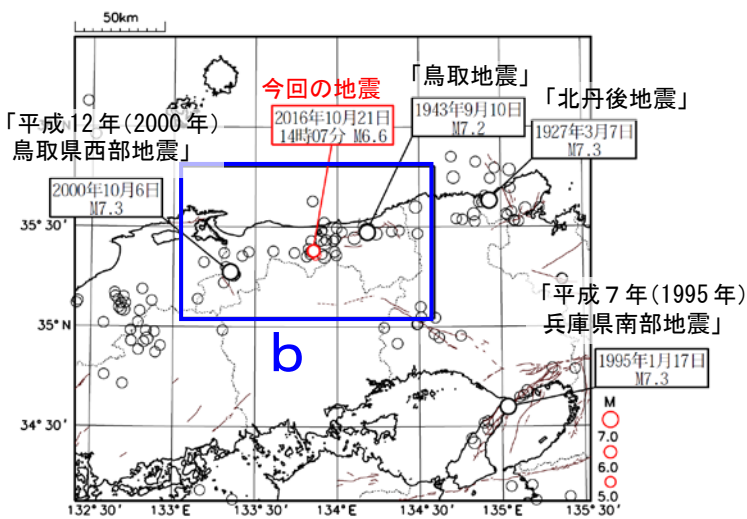 50km
今回の地震
2016年10月21日
14時07分 M6.6
「鳥取地震」
1943年9月10日
M7.2
「北丹後地震」
1927年3月7日
M7.3
「平成12年(2000年)
鳥取県西部地震」
2000年10月6日
M7.3
「平成7年(1995年)
兵庫県南部地震」
1995年1月17日
M7.3
35°30′
35°N
34°30′
b
M
7.0
6.0
5.0
132°30′
133°E
133°30′
134°E
134°30′
135°E
135°30′